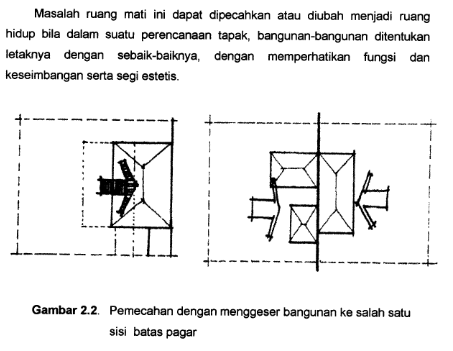 Masalah ruang mati ini dapat dipecahkan atau diubah menjadi ruang
hidup bila dalam suatu perencanaan tapak, bangunan-bangunan ditentukan
letaknya dengan sebaik-baiknya, dengan memperhatikan fungsi dan
keseimbangan serta segi estetis.
Gambar 2.2. Pemecahan dengan menggeser bangunan ke salah satu
sisi batas pagar